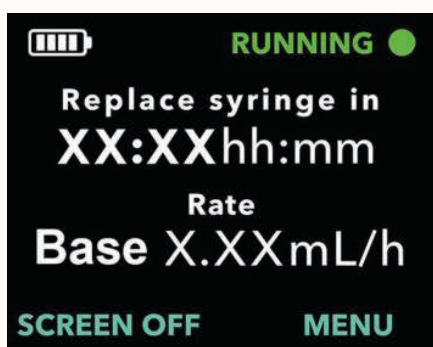 RUNNING
Replace syringe in
XX:XXhh:mm
Rate
Base X.XXmL/h
SCREEN OFF MENU